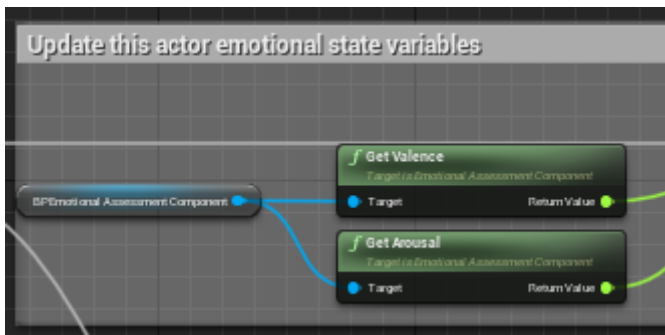 Update this actor emotional state variables
BPEmotional Assessment Component
f Get Valence
Target is Emotional Assessment Component
Target
Return Value
f Get Arousal
Target is Emotional Assessment Component
Target
Return Value